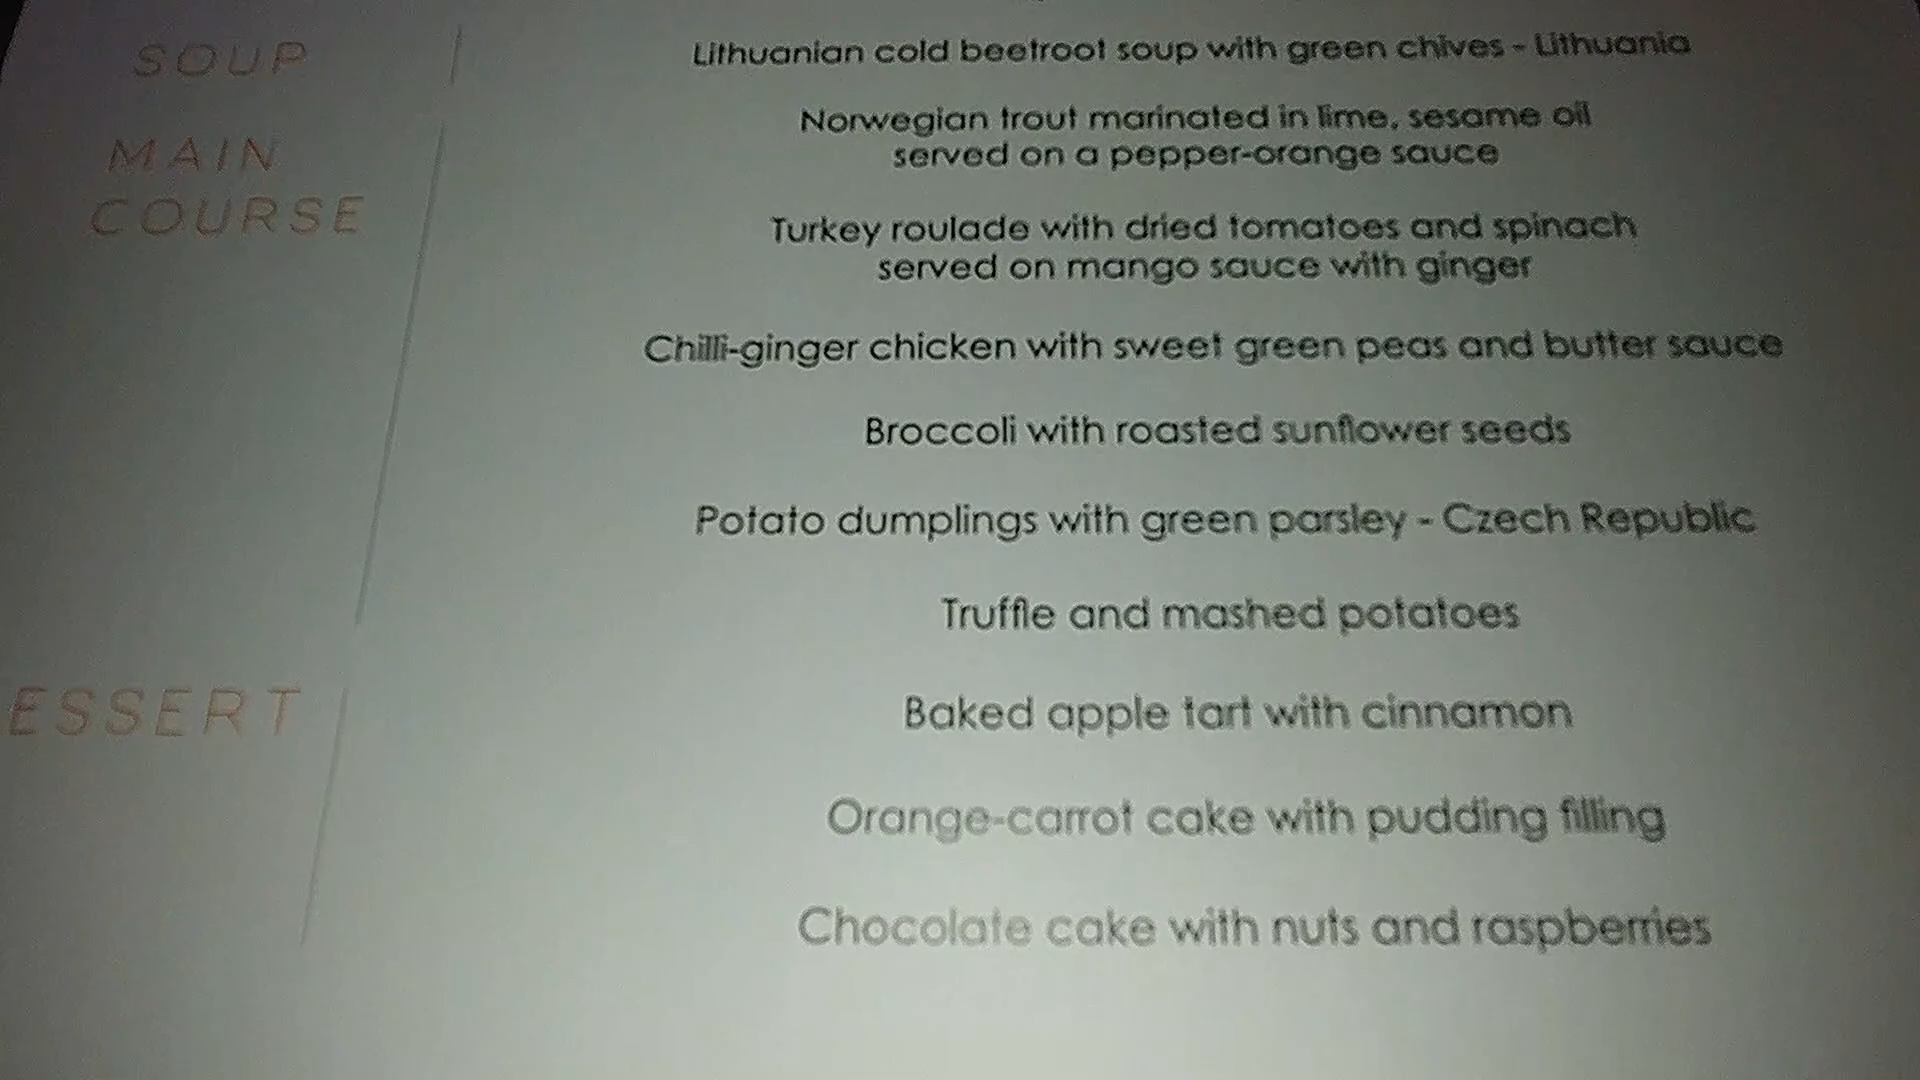 SOUP
Lithuanian cold beetroot soup with green chives - Lithuania
MAIN
COURSE
Norwegian trout marinated in lime, sesame oil
served on a pepper-orange sauce
Turkey roulade with dried tomatoes and spinach
served on mango sauce with ginger
Chilli-ginger chicken with sweet green peas and butter sauce
Broccoli with roasted sunflower seeds
Potato dumplings with green parsley - Czech Republic
Truffle and mashed potatoes
ESSERT
Baked apple tart with cinnamon
Orange-carrot cake with pudding filling
Chocolate cake with nuts and raspberries